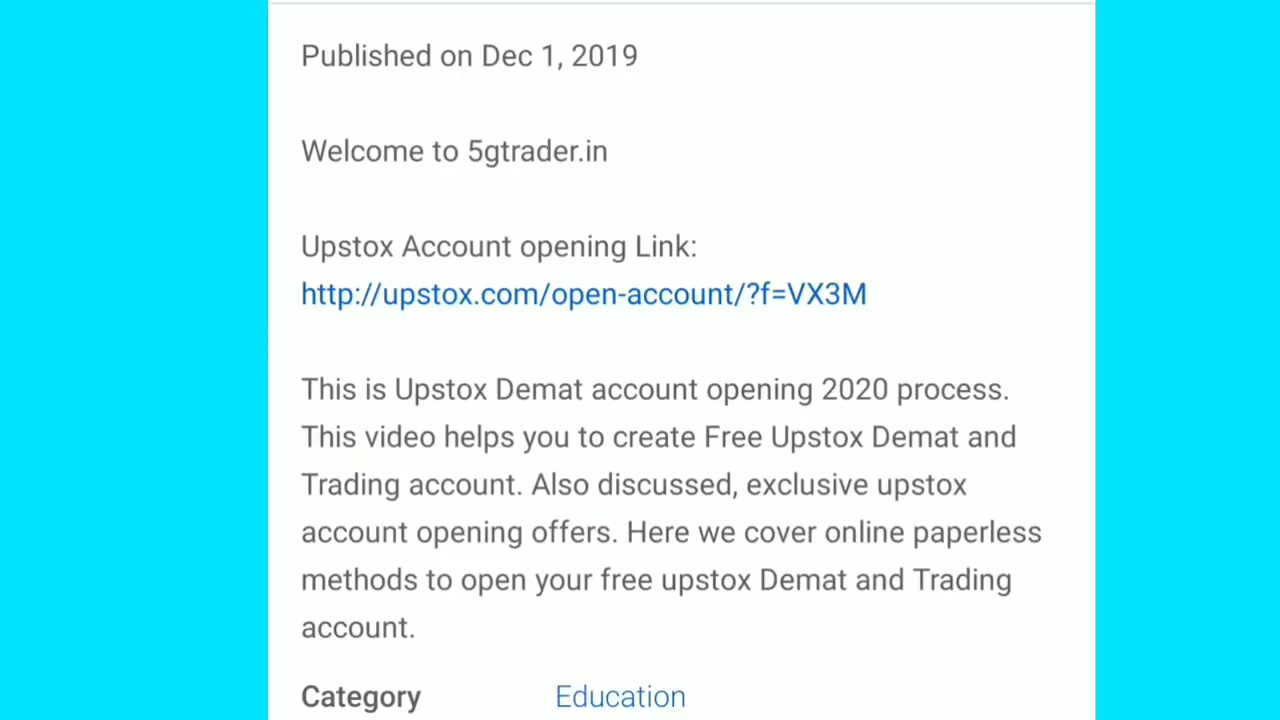 Published on Dec 1, 2019
Welcome to 5gtrader.in
Upstox Account opening Link:
http://upstox.com/open-account/?f=VX3M
This is Upstox Demat account opening 2020 process.
This video helps you to create Free Upstox Demat and
Trading account. Also discussed, exclusive upstox
account opening offers. Here we cover online paperless
methods to open your free upstox Demat and Trading
account.
Category Education